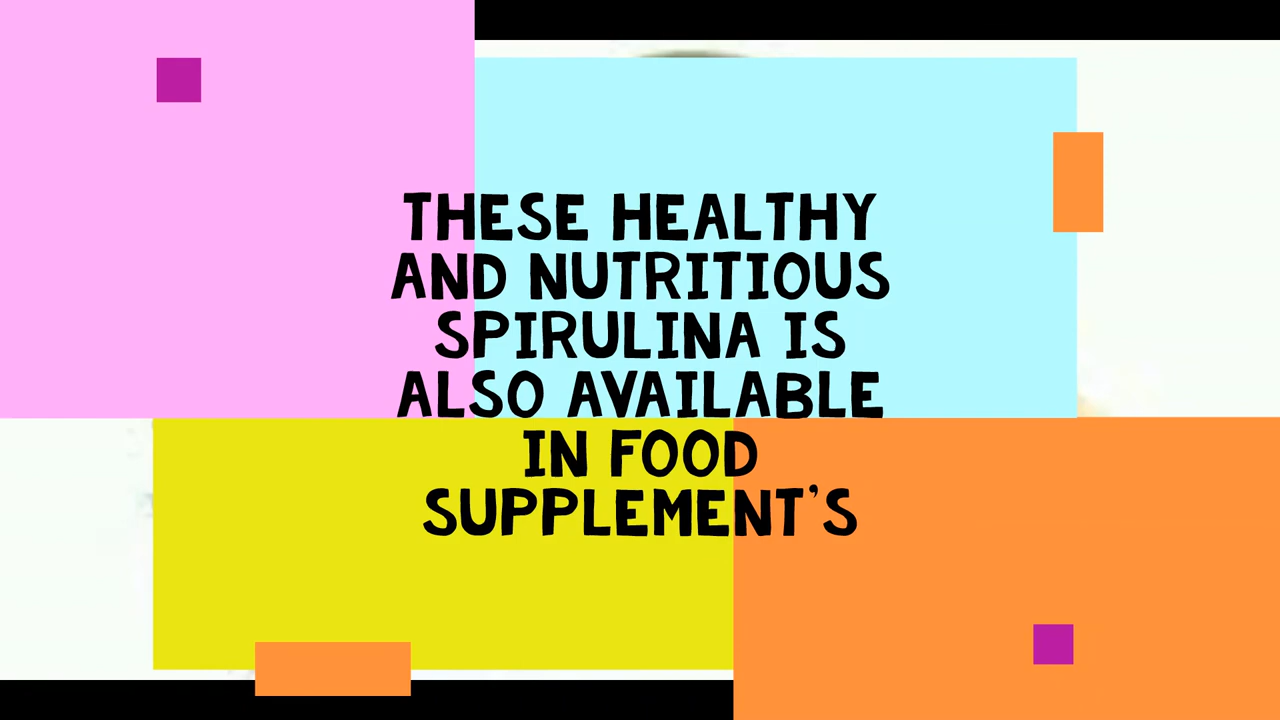 THESE HEALTHY
AND NUTRITIOUS
SPIRULINA IS
ALSO AVAILABLE
IN FOOD
SUPPLEMENT'S